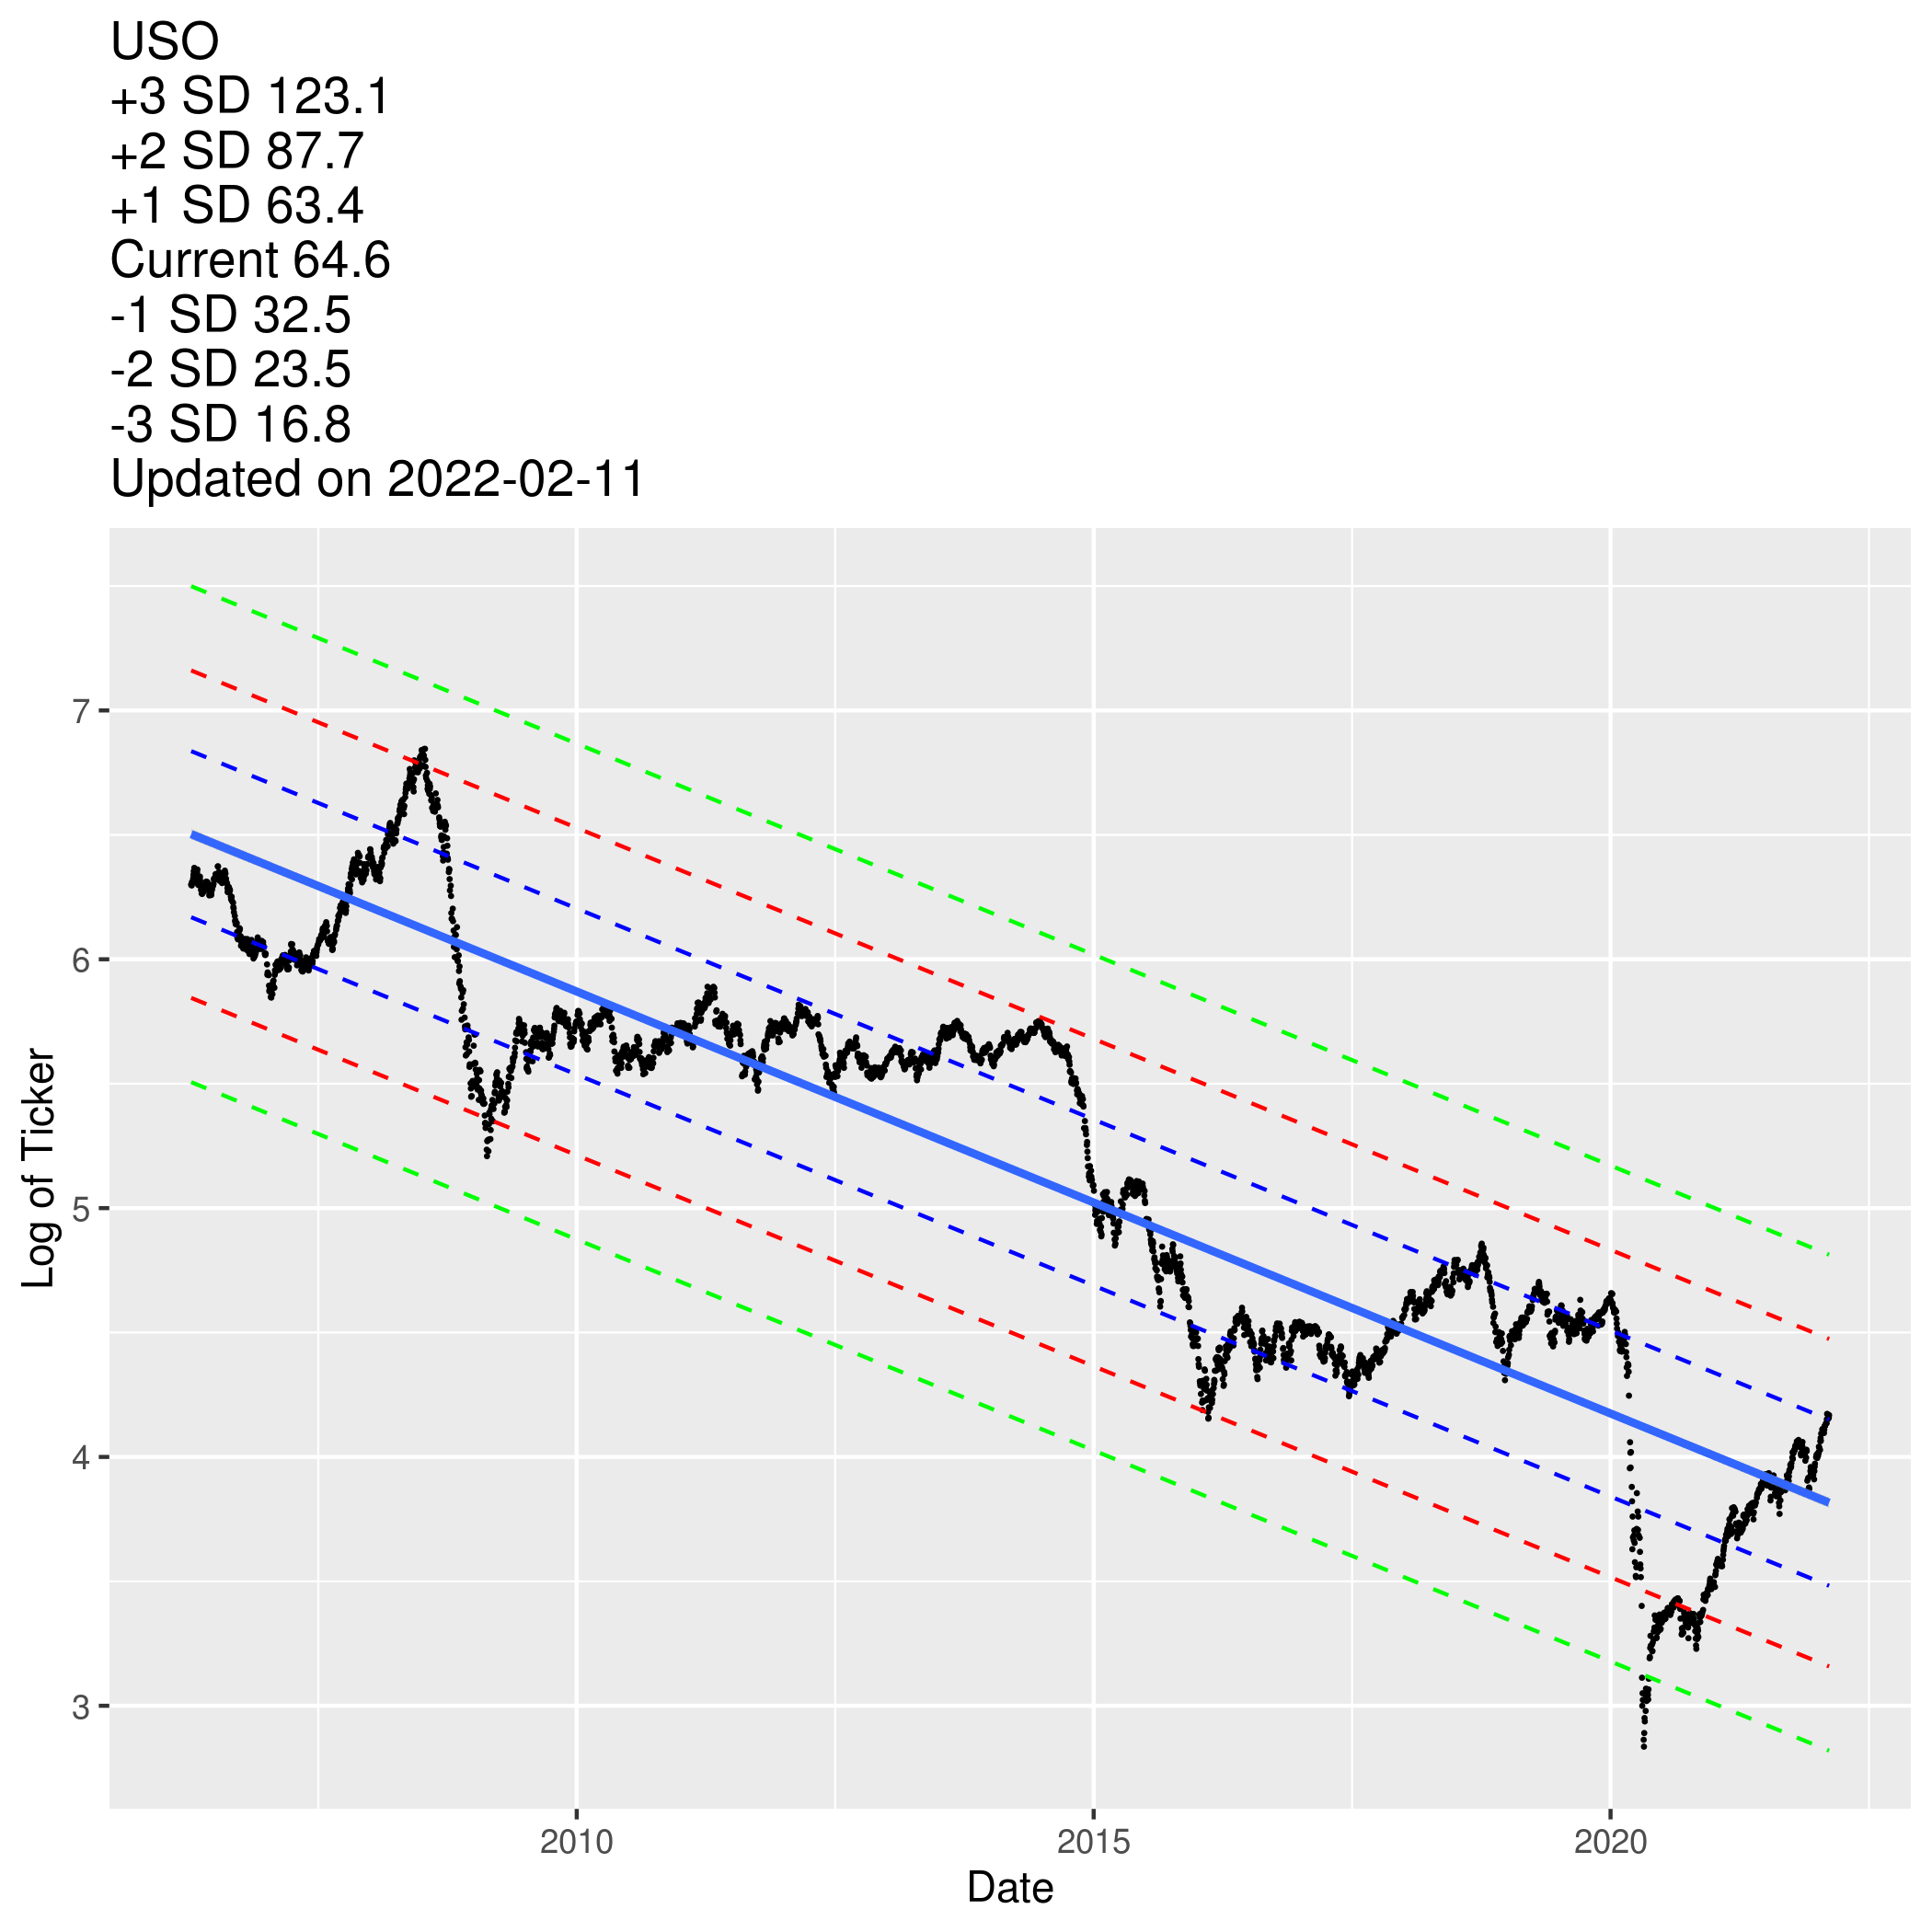 USO
+3 SD 123.1
+2 SD 87.7
+1 SD 63.4
Current 64.6
-1 SD 32.5
-2 SD 23.5
-3 SD 16.8
Updated on 2022-02-11
Log of Ticker
7
6
5
4
3
2010 2015 2020
Date